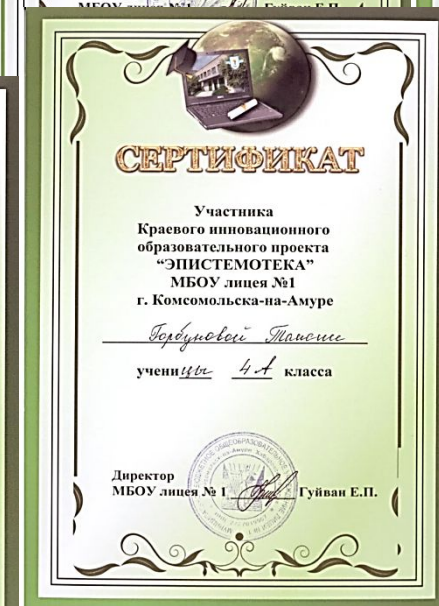 СЕРТИФИКАТ
Участника
Краевого инновационного
образовательного проекта
“ЭПИСТЕМОТЕКА”
МБОУ лицея №1
г. Комсомольска-на-Амуре
Горбуновой Таисии
ученицы 4 А класса
Директор
МБОУ лицея № 1 Гуйван Е.П.